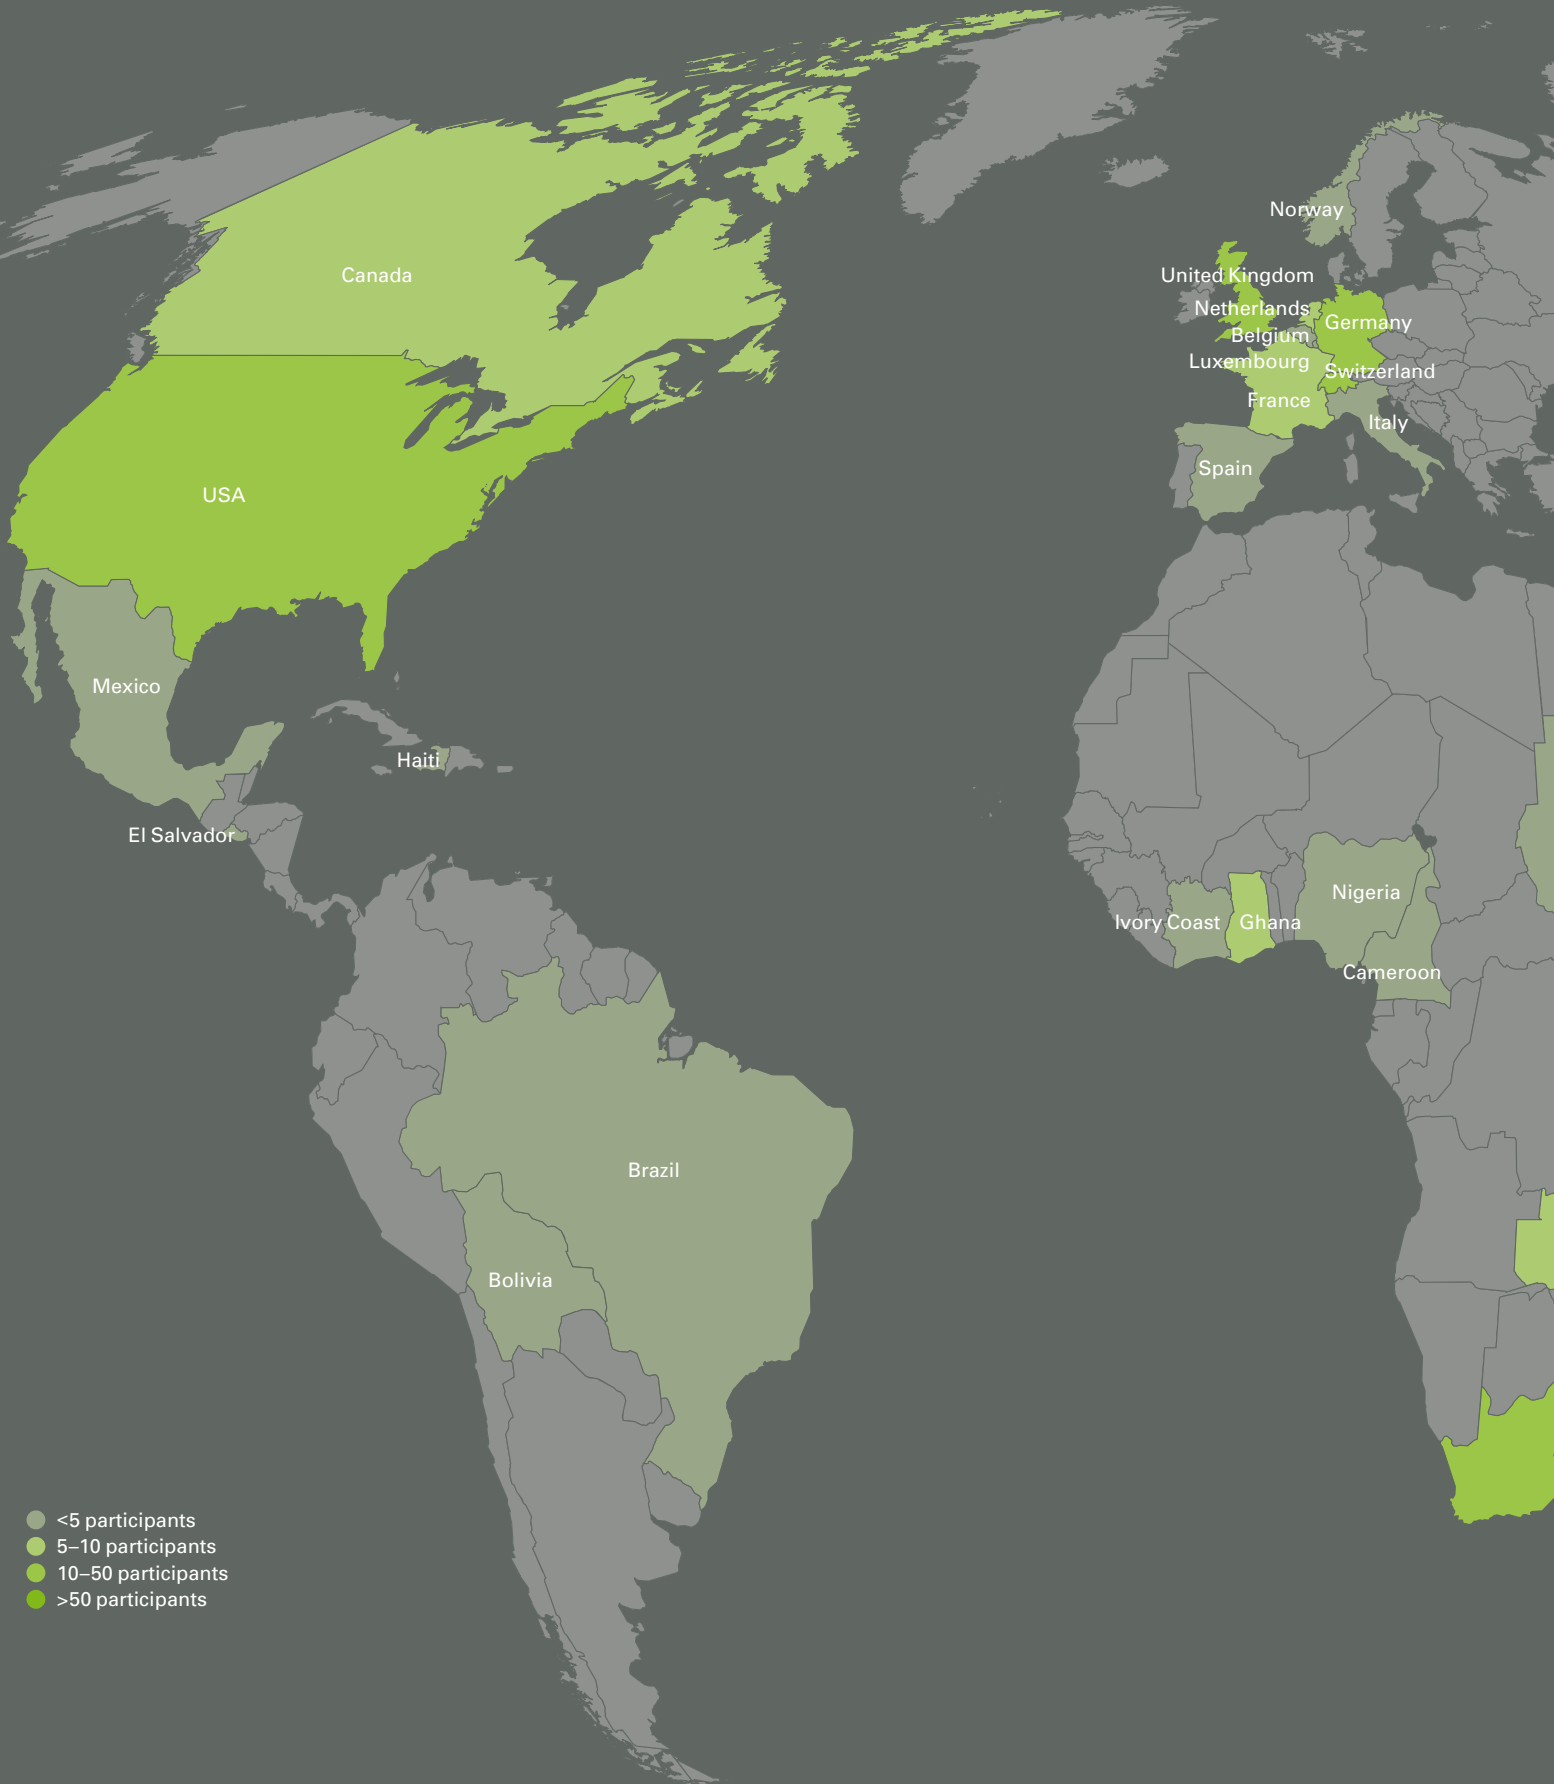 Norway
United Kingdom
Canada
Netherlands
Germany
Belgium
Luxembourg
Switzerland
France
Italy
Spain
USA
Mexico
Haiti
El Salvador
Nigeria
Ivory Coast
Ghana
Cameroon
Brazil
Bolivia
<5 participants
5–10 participants
10–50 participants
>50 participants